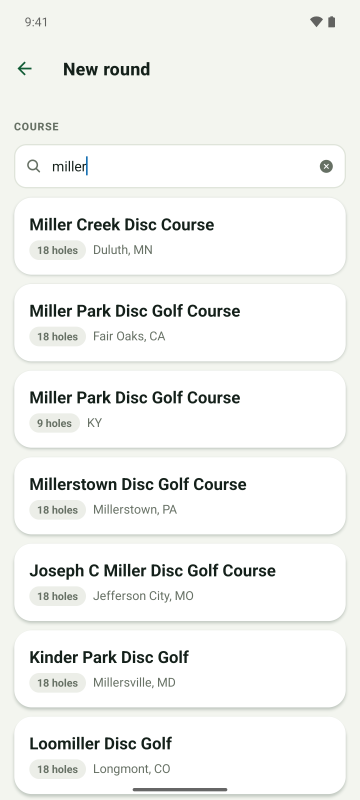 9:41
New round
COURSE
miller
Miller Creek Disc Course
18 holes Duluth, MN
Miller Park Disc Golf Course
18 holes Fair Oaks, CA
Miller Park Disc Golf Course
9 holes KY
Millerstown Disc Golf Course
18 holes Millerstown, PA
Joseph C Miller Disc Golf Course
18 holes Jefferson City, MO
Kinder Park Disc Golf
18 holes Millersville, MD
Loomiller Disc Golf
18 holes Longmont, CO